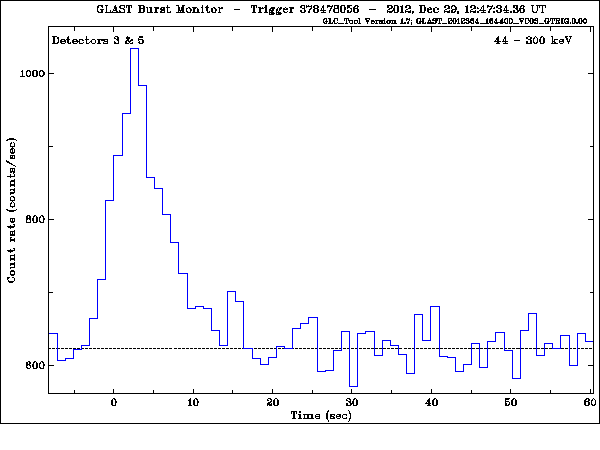 GLAST Burst Monitor - Trigger 378478056 - 2012, Dec 29, 12:47:34.36 UT
GLC_Tool Version 1.7; GLAST_2012364_164400_VC09_GTRIG.0.00
Detectors 3 & 5
44 - 300 keV
1000
800
600
Count rate (counts/sec)
0 10 20 30 40 50 60
Time (sec)